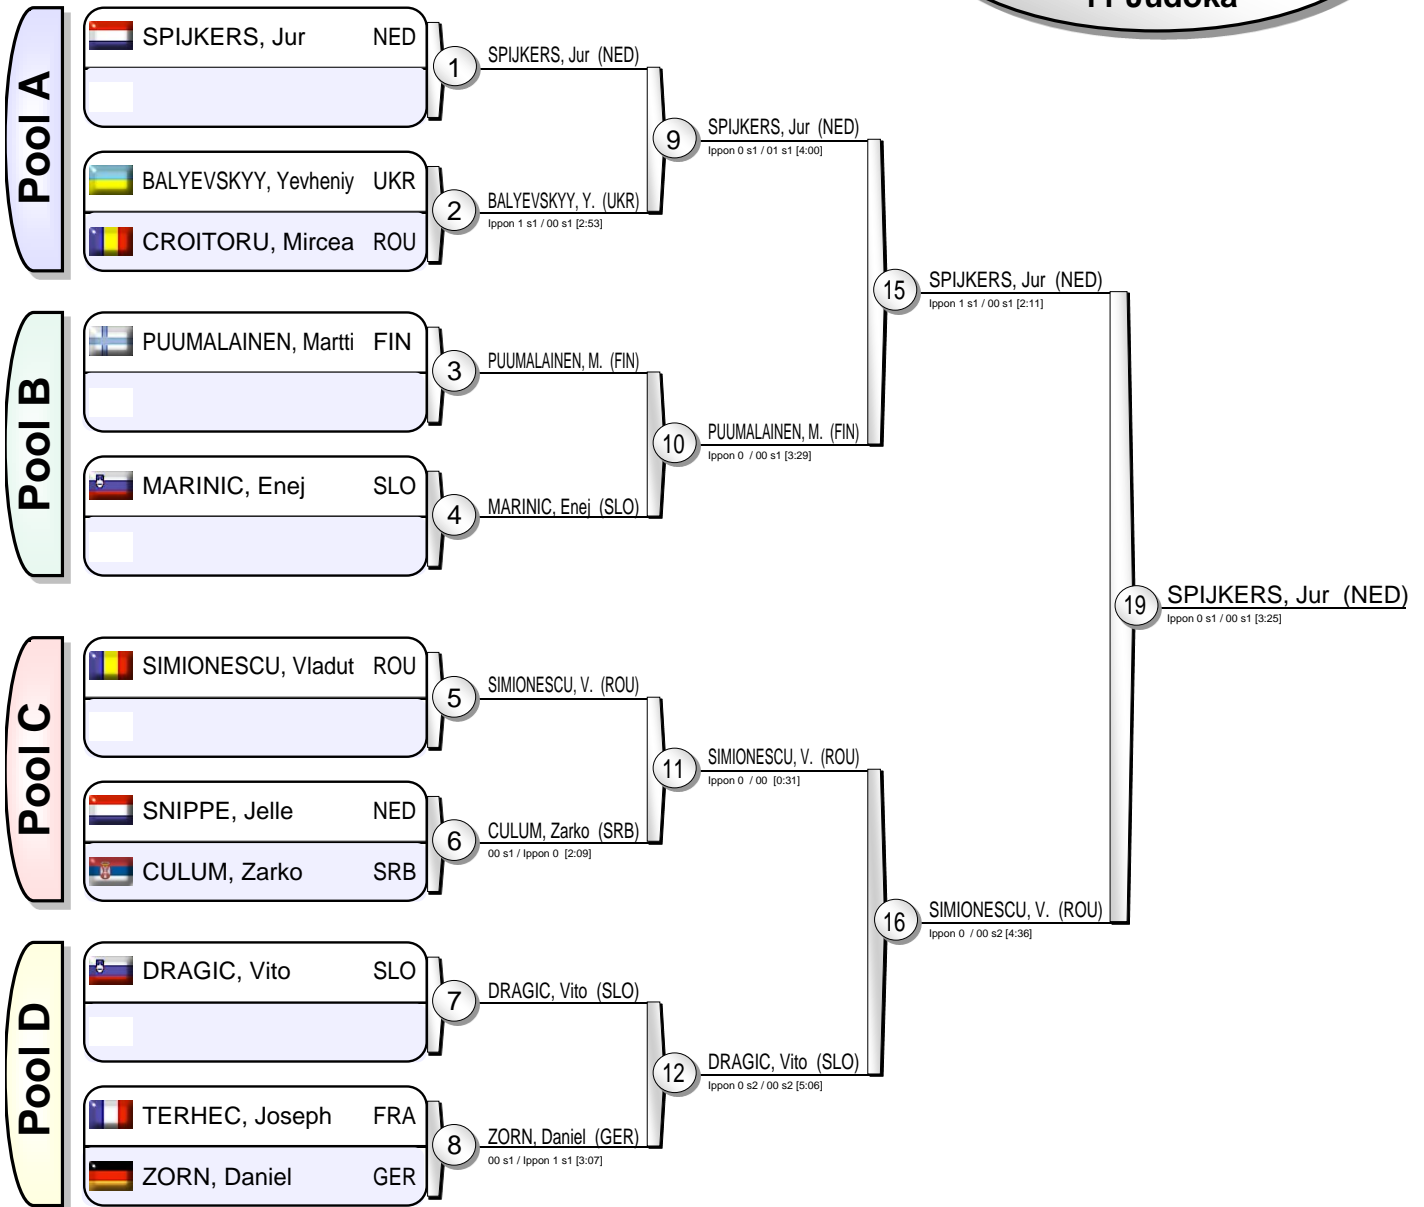 11 Judoka
Pool A
SPIJKERS, Jur NED
BALYEVSKYY, Yevheniy UKR
CROITORU, Mircea ROU
1
SPIJKERS, Jur (NED)
2
BALYEVSKYY, Y. (UKR)
Ippon 1 s1 / 00 s1 [2:53]
9
SPIJKERS, Jur (NED)
Ippon 0 s1 / 01 s1 [4:00]
Pool B
PUUMALAINEN, Martti FIN
MARINIC, Enej SLO
3
PUUMALAINEN, M. (FIN)
4
MARINIC, Enej (SLO)
10
PUUMALAINEN, M. (FIN)
Ippon 0 / 00 s1 [3:29]
15
SPIJKERS, Jur (NED)
Ippon 1 s1 / 00 s1 [2:11]
Pool C
SIMIONESCU, Vladut ROU
SNIPPE, Jelle NED
CULUM, Zarko SRB
5
SIMIONESCU, V. (ROU)
6
CULUM, Zarko (SRB)
00 s1 / Ippon 0 [2:09]
11
SIMIONESCU, V. (ROU)
Ippon 0 / 00 [0:31]
Pool D
DRAGIC, Vito SLO
TERHEC, Joseph FRA
ZORN, Daniel GER
7
DRAGIC, Vito (SLO)
8
ZORN, Daniel (GER)
00 s1 / Ippon 1 s1 [3:07]
12
DRAGIC, Vito (SLO)
Ippon 0 s2 / 00 s2 [5:06]
16
SIMIONESCU, V. (ROU)
Ippon 0 / 00 s2 [4:36]
19
SPIJKERS, Jur (NED)
Ippon 0 s1 / 00 s1 [3:25]